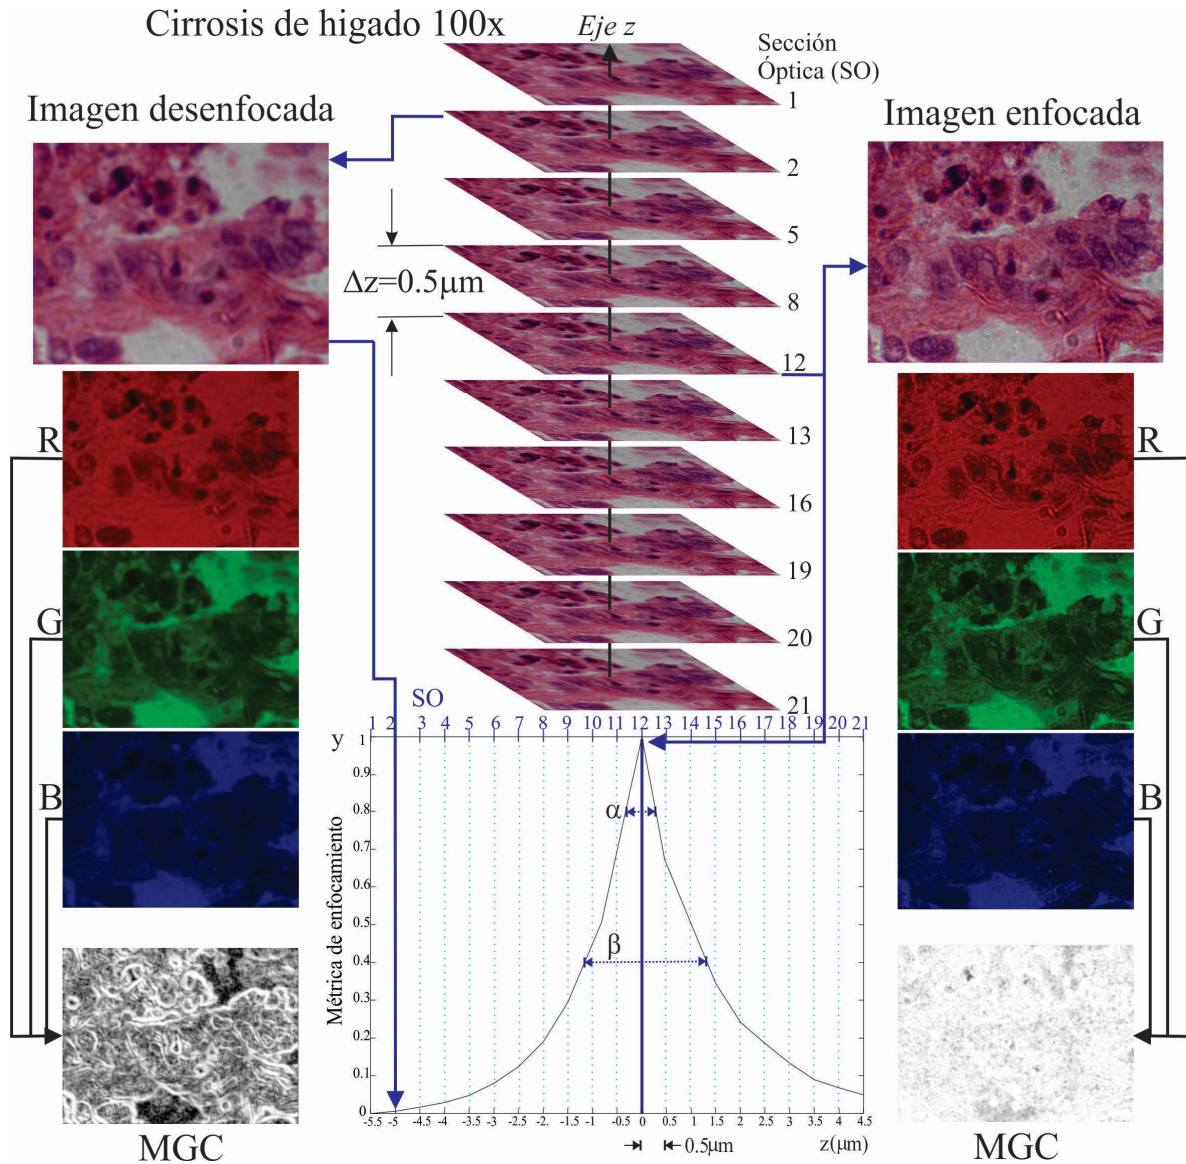 Cirrosis de higado 100x
Eje z
Sección
Óptica (SO)
Imagen desenfocada
Imagen enfocada
1
2
5
8
12
13
16
19
20
21
Δz=0.5µm
R
G
B
MGC
R
G
B
MGC
SO
1 2 3 4 5 6 7 8 9 10 11 12 13 14 15 16 17 18 19 20 21
y
Métrica de enfocamiento
1
0.9
0.8
0.7
0.6
0.5
0.4
0.3
0.2
0.1
0
α
β
-5.5 -5 -4.5 -4 -3.5 -3 -2.5 -2 -1.5 -1 -0.5 0 0.5 1 1.5 2 2.5 3 3.5 4 4.5
0.5µm
z(µm)